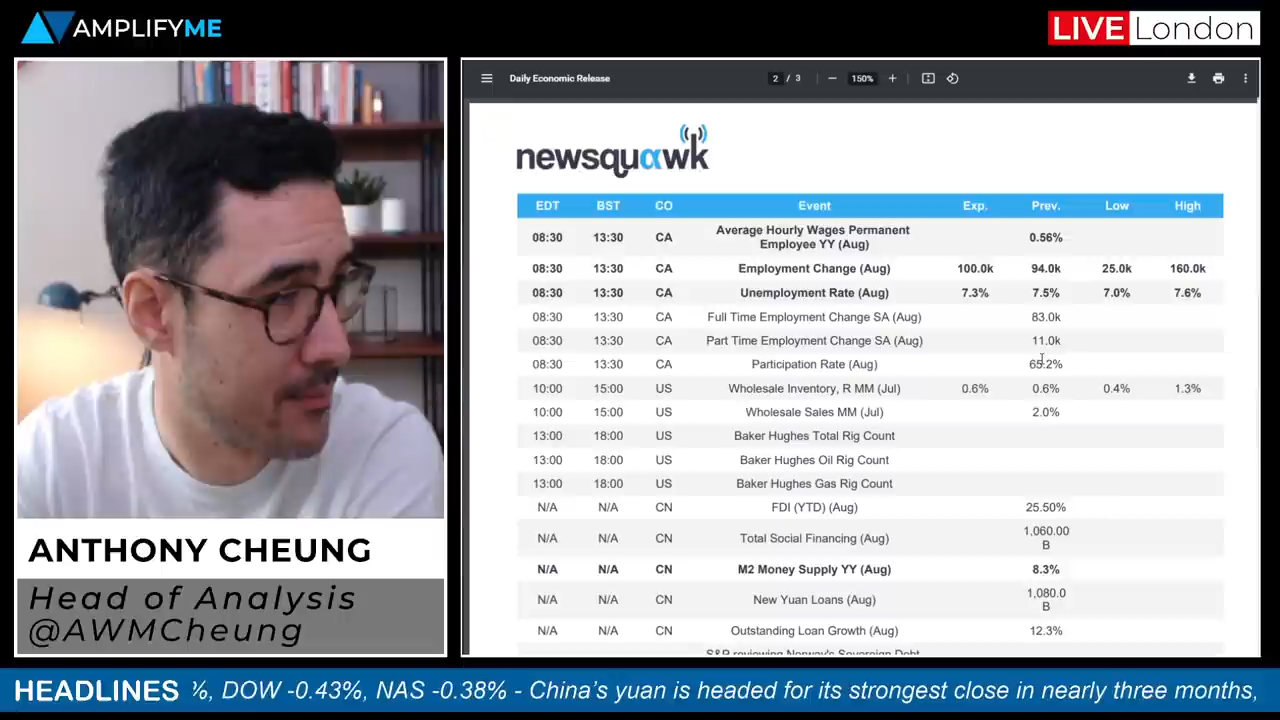 AMPLIFYME
LIVE London
Daily Economic Release
2 / 3
150%
newsquawk
EDT BST CO Event Exp. Prev. Low High
08:30 13:30 CA Average Hourly Wages Permanent Employee YY (Aug) 0.56%
08:30 13:30 CA Employment Change (Aug) 100.0k 94.0k 25.0k 160.0k
08:30 13:30 CA Unemployment Rate (Aug) 7.3% 7.5% 7.0% 7.6%
08:30 13:30 CA Full Time Employment Change SA (Aug) 83.0k
08:30 13:30 CA Part Time Employment Change SA (Aug) 11.0k
08:30 13:30 CA Participation Rate (Aug) 65.2%
10:00 15:00 US Wholesale Inventory, R MM (Jul) 0.6% 0.6% 0.4% 1.3%
10:00 15:00 US Wholesale Sales MM (Jul) 2.0%
13:00 18:00 US Baker Hughes Total Rig Count
13:00 18:00 US Baker Hughes Oil Rig Count
13:00 18:00 US Baker Hughes Gas Rig Count
N/A N/A CN FDI (YTD) (Aug) 25.50%
N/A N/A CN Total Social Financing (Aug) 1,060.00 B
N/A N/A CN M2 Money Supply YY (Aug) 8.3%
N/A N/A CN New Yuan Loans (Aug) 1,080.0 B
N/A N/A CN Outstanding Loan Growth (Aug) 12.3%
S&P reviewing Norway's Sovereign Debt
ANTHONY CHEUNG
Head of Analysis
@AWMCheung
HEADLINES %, DOW -0.43%, NAS -0.38% - China's yuan is headed for its strongest close in nearly three months,